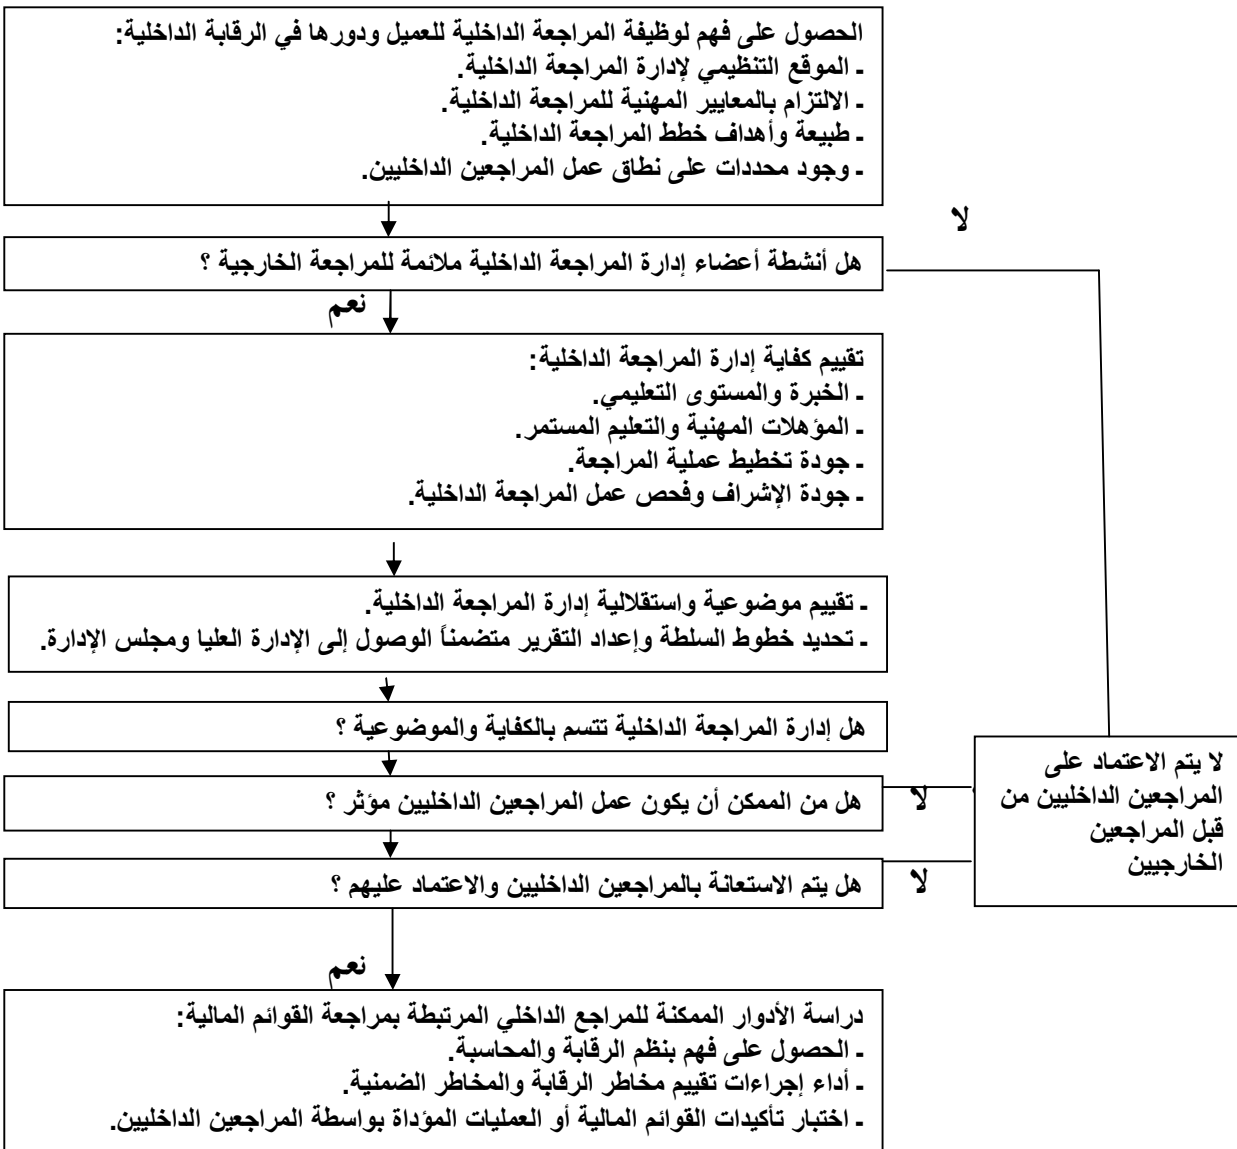 الحصول على فهم لوظيفة المراجعة الداخلية للعميل ودورها في الرقابة الداخلية:
ـ الموقع التنظيمي لإدارة المراجعة الداخلية.
ـ الالتزام بالمعايير المهنية للمراجعة الداخلية.
ـ طبيعة وأهداف خطط المراجعة الداخلية.
ـ وجود محددات على نطاق عمل المراجعين الداخليين.
لا
هل أنشطة أعضاء إدارة المراجعة الداخلية ملائمة للمراجعة الخارجية ؟
نعم
تقييم كفاية إدارة المراجعة الداخلية:
ـ الخبرة والمستوى التعليمي.
ـ المؤهلات المهنية والتعليم المستمر.
ـ جودة تخطيط عملية المراجعة.
ـ جودة الإشراف وفحص عمل المراجعة الداخلية.
ـ تقييم موضوعية واستقلالية إدارة المراجعة الداخلية.
ـ تحديد خطوط السلطة وإعداد التقرير متضمناً الوصول إلى الإدارة العليا ومجلس الإدارة.
هل إدارة المراجعة الداخلية تتسم بالكفاية والموضوعية ؟
هل من الممكن أن يكون عمل المراجعين الداخليين مؤثر ؟
لا
هل يتم الاستعانة بالمراجعين الداخليين والاعتماد عليهم ؟
لا
لا يتم الاعتماد على
المراجعين الداخليين من
قبل المراجعين
الخارجيين
نعم
دراسة الأدوار الممكنة للمراجع الداخلي المرتبطة بمراجعة القوائم المالية:
ـ الحصول على فهم بنظم الرقابة والمحاسبة.
ـ أداء إجراءات تقييم مخاطر الرقابة والمخاطر الضمنية.
ـ اختبار تأكيدات القوائم المالية أو العمليات المؤداة بواسطة المراجعين الداخليين.